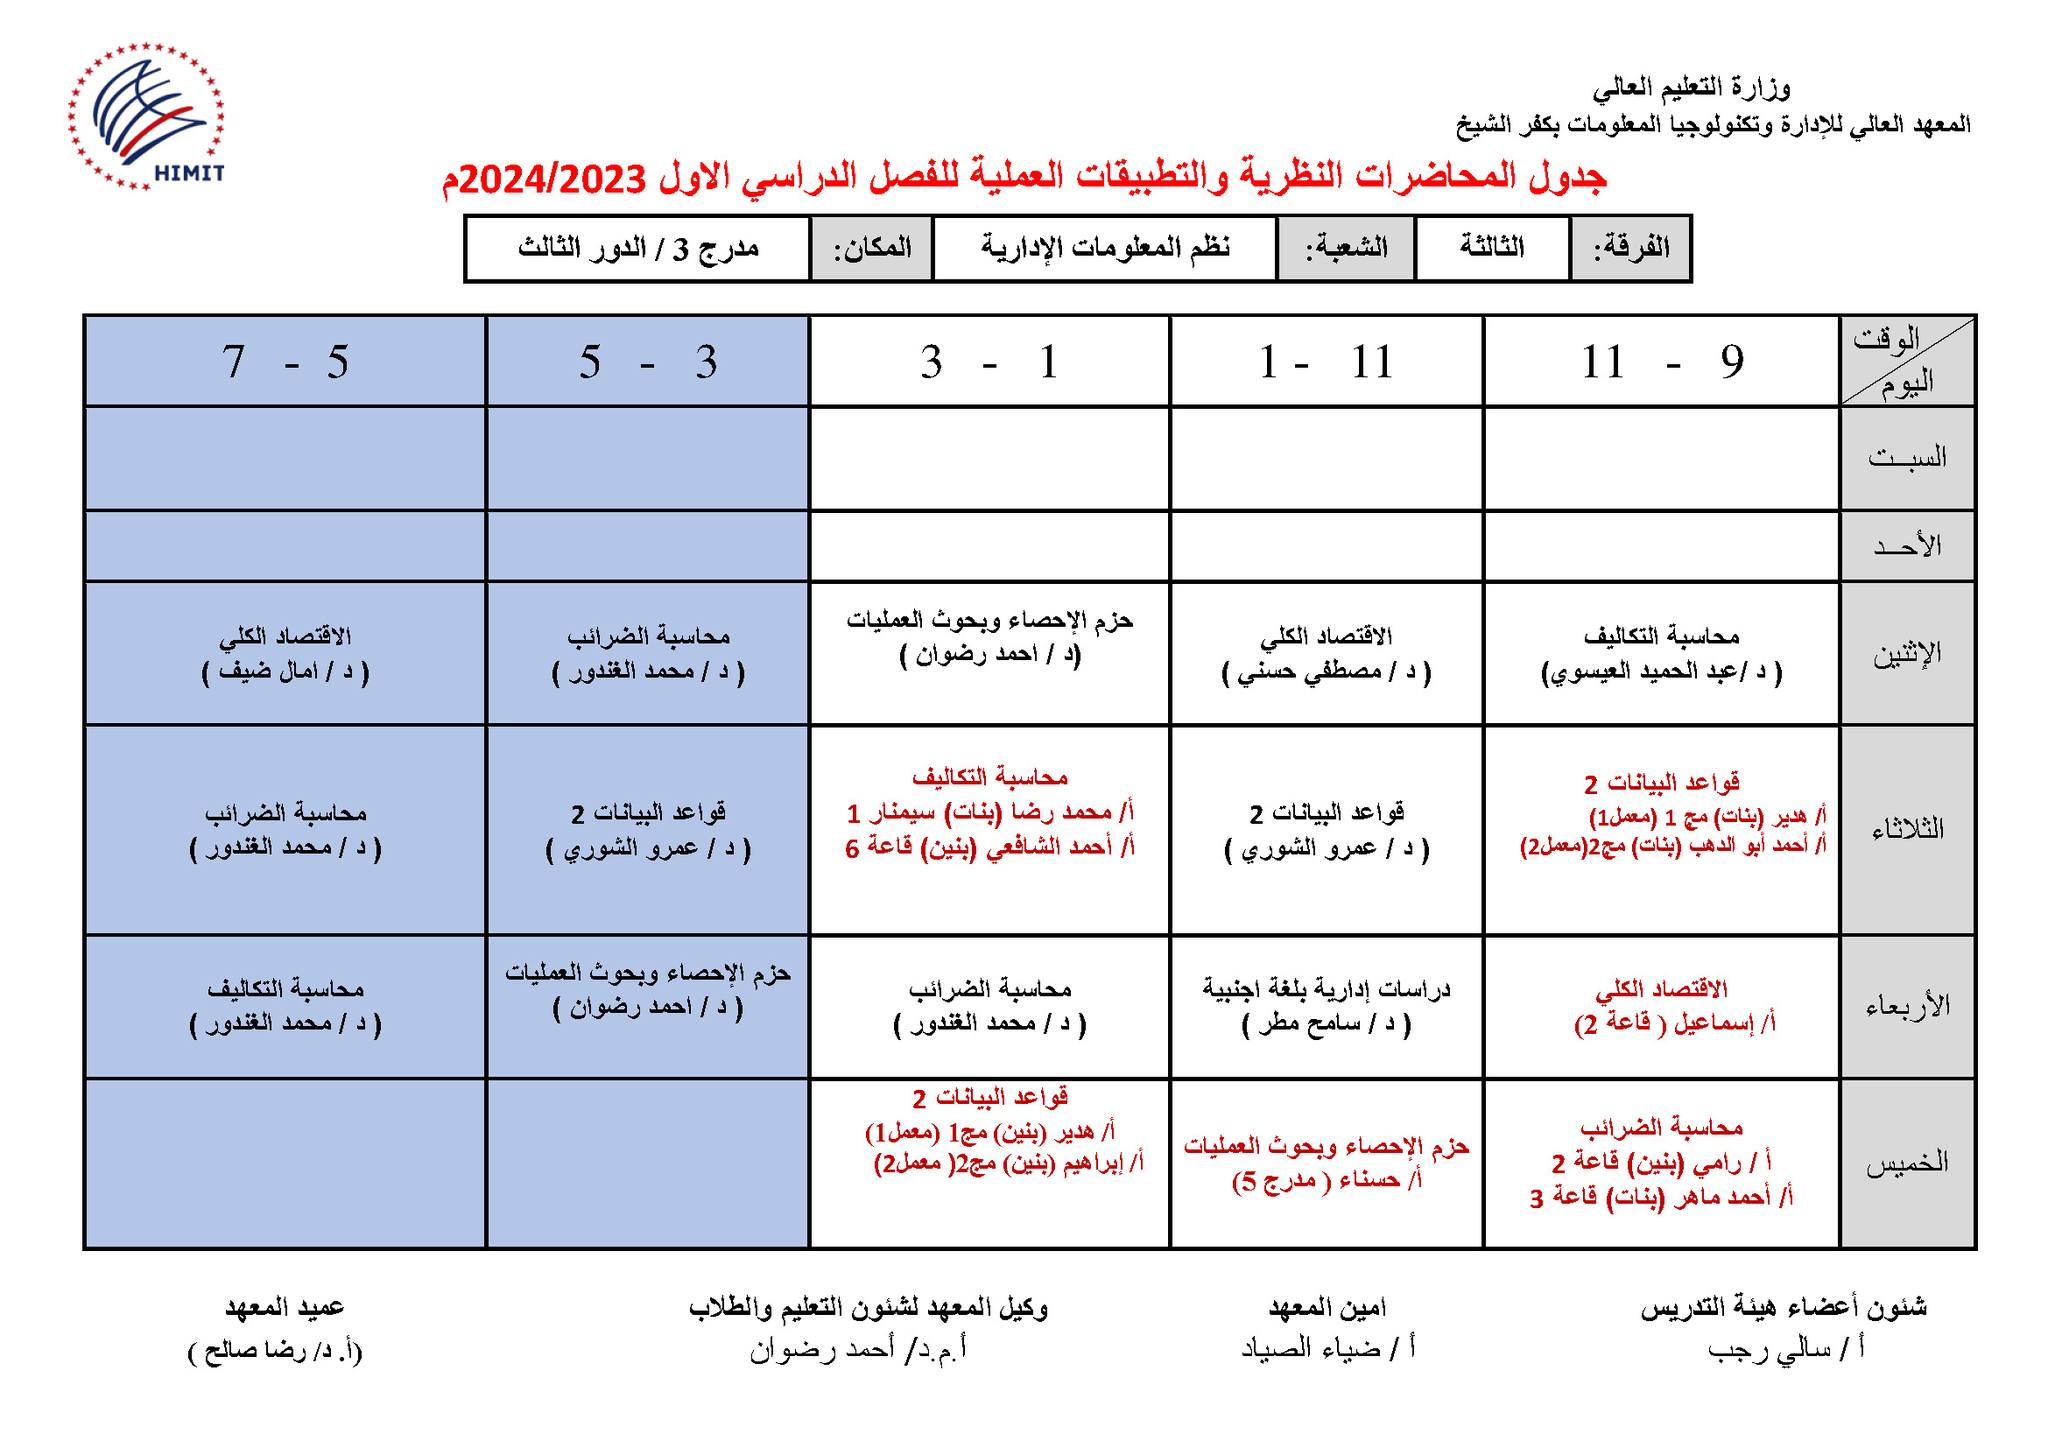 HIMIT
وزارة التعليم العالي
المعهد العالي للإدارة وتكنولوجيا المعلومات بكفر الشيخ
جدول المحاضرات النظرية والتطبيقات العملية للفصل الدراسي الاول 2024/2023م
الفرقة: الثالثة الشعبة: نظم المعلومات الإدارية المكان: مدرج 3 / الدور الثالث
الوقت
اليوم
9 - 11
11 - 1
1 - 3
3 - 5
5 - 7
السبــت
الأحــد
الإثنين
محاسبة التكاليف
( د /عبد الحميد العيسوي)
الاقتصاد الكلي
( د / مصطفي حسني )
حزم الإحصاء وبحوث العمليات
(د / احمد رضوان )
محاسبة الضرائب
( د / محمد الغندور )
الاقتصاد الكلي
( د / امال ضيف )
الثلاثاء
قواعد البيانات 2
أ/ هدير (بنات) مج 1 (معمل1)
أ/ أحمد أبو الدهب (بنات) مج2(معمل2)
قواعد البيانات 2
( د / عمرو الشوري )
محاسبة التكاليف
أ/ محمد رضا (بنات) سيمنار 1
أ/ أحمد الشافعي (بنين) قاعة 6
قواعد البيانات 2
( د / عمرو الشوري )
محاسبة الضرائب
( د / محمد الغندور )
الأربعاء
الاقتصاد الكلي
أ/ إسماعيل ( قاعة 2)
دراسات إدارية بلغة اجنبية
( د / سامح مطر )
محاسبة الضرائب
( د / محمد الغندور )
حزم الإحصاء وبحوث العمليات
( د / احمد رضوان )
محاسبة التكاليف
( د / محمد الغندور )
الخميس
محاسبة الضرائب
أ / رامي (بنين) قاعة 2
أ/ أحمد ماهر (بنات) قاعة 3
حزم الإحصاء وبحوث العمليات
أ/ حسناء ( مدرج 5)
قواعد البيانات 2
أ/ هدير (بنين) مج1 (معمل1)
أ/ إبراهيم (بنين) مج2( معمل2)
شئون أعضاء هيئة التدريس
أ / سالي رجب
امين المعهد
أ / ضياء الصياد
وكيل المعهد لشئون التعليم والطلاب
أ.م.د/ أحمد رضوان
عميد المعهد
(أ. د/ رضا صالح )